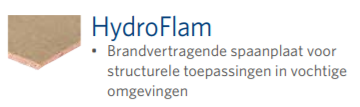 HydroFlam
▪ Brandvertragende spaanplaat voor
structurele toepassingen in vochtige
omgevingen